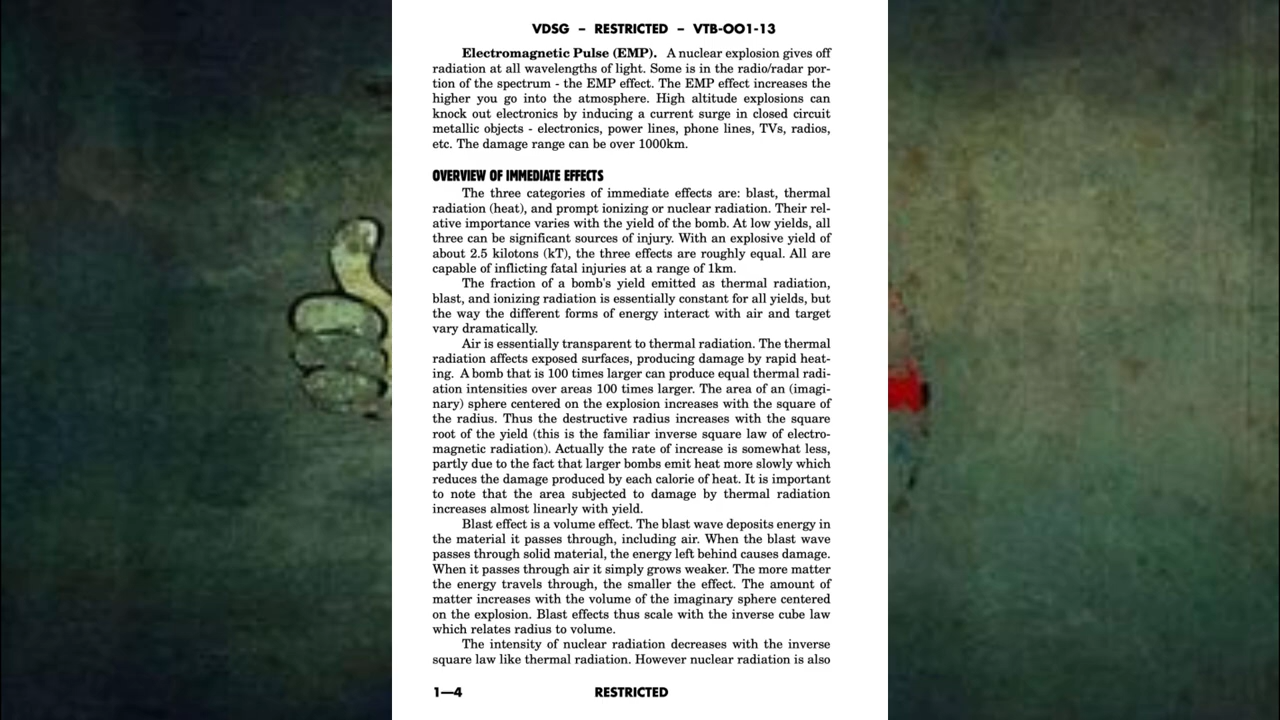 VDSG – RESTRICTED – VTB-OO1-13
Electromagnetic Pulse (EMP). A nuclear explosion gives off
radiation at all wavelengths of light. Some is in the radio/radar por-
tion of the spectrum - the EMP effect. The EMP effect increases the
higher you go into the atmosphere. High altitude explosions can
knock out electronics by inducing a current surge in closed circuit
metallic objects - electronics, power lines, phone lines, TVs, radios,
etc. The damage range can be over 1000km.
OVERVIEW OF IMMEDIATE EFFECTS
The three categories of immediate effects are: blast, thermal
radiation (heat), and prompt ionizing or nuclear radiation. Their rel-
ative importance varies with the yield of the bomb. At low yields, all
three can be significant sources of injury. With an explosive yield of
about 2.5 kilotons (kT), the three effects are roughly equal. All are
capable of inflicting fatal injuries at a range of 1km.
The fraction of a bomb's yield emitted as thermal radiation,
blast, and ionizing radiation is essentially constant for all yields, but
the way the different forms of energy interact with air and target
vary dramatically.
Air is essentially transparent to thermal radiation. The thermal
radiation affects exposed surfaces, producing damage by rapid heat-
ing. A bomb that is 100 times larger can produce equal thermal radi-
ation intensities over areas 100 times larger. The area of an (imagi-
nary) sphere centered on the explosion increases with the square of
the radius. Thus the destructive radius increases with the square
root of the yield (this is the familiar inverse square law of electro-
magnetic radiation). Actually the rate of increase is somewhat less,
partly due to the fact that larger bombs emit heat more slowly which
reduces the damage produced by each calorie of heat. It is important
to note that the area subjected to damage by thermal radiation
increases almost linearly with yield.
Blast effect is a volume effect. The blast wave deposits energy in
the material it passes through, including air. When the blast wave
passes through solid material, the energy left behind causes damage.
When it passes through air it simply grows weaker. The more matter
the energy travels through, the smaller the effect. The amount of
matter increases with the volume of the imaginary sphere centered
on the explosion. Blast effects thus scale with the inverse cube law
which relates radius to volume.
The intensity of nuclear radiation decreases with the inverse
square law like thermal radiation. However nuclear radiation is also
1—4 RESTRICTED